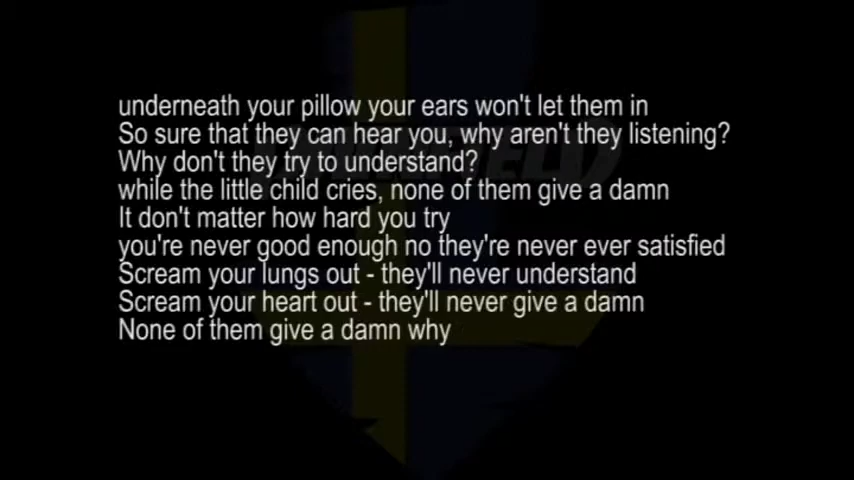 underneath your pillow your ears won't let them in
So sure that they can hear you, why aren't they listening?
Why don't they try to understand?
while the little child cries, none of them give a damn
It don't matter how hard you try
you're never good enough no they're never ever satisfied
Scream your lungs out - they'll never understand
Scream your heart out - they'll never give a damn
None of them give a damn why